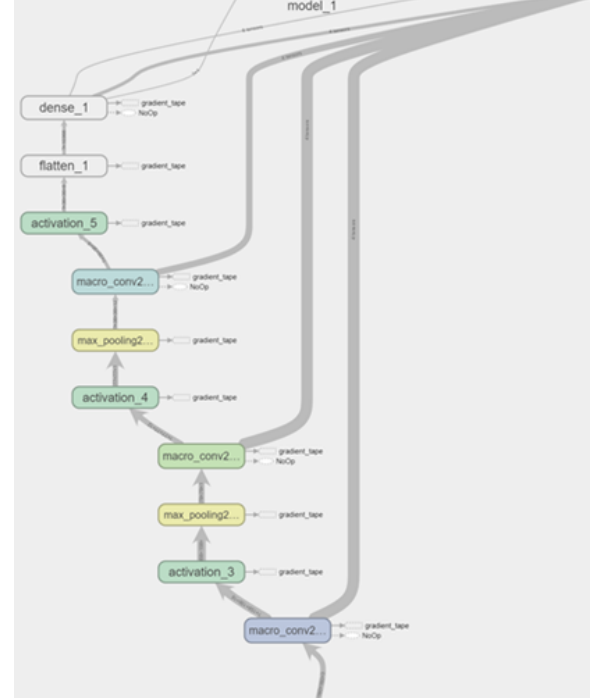 model_1
dense_1
gradient_tape
NoOp
flatten_1
gradient_tape
activation_5
gradient_tape
macro_conv2...
gradient_tape
NoOp
max_pooling2...
gradient_tape
activation_4
gradient_tape
macro_conv2...
gradient_tape
NoOp
max_pooling2...
gradient_tape
activation_3
gradient_tape
macro_conv2...
gradient_tape
NoOp